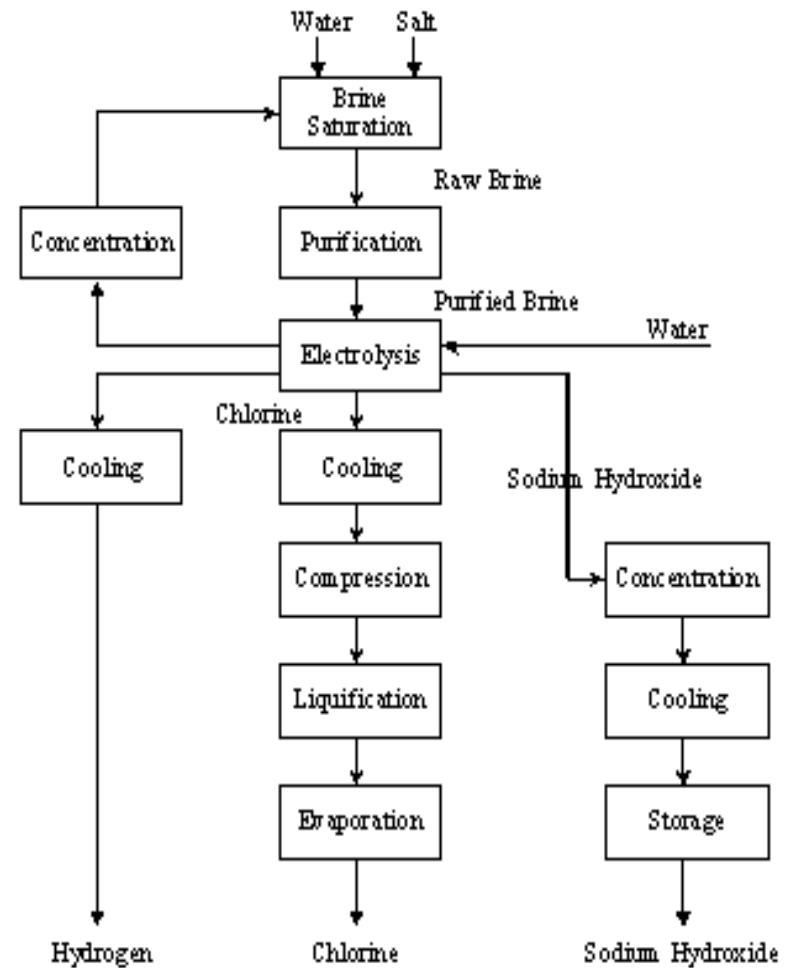 Water Salt
Brine
Saturation
Raw Brine
Concentration Purification
Purified Brine
Water
Electrolysis
Chlorine
Cooling Cooling
Sodium Hydroxide
Compression Concentration
Liquification Cooling
Evaporation Storage
Hydrogen Chlorine Sodium Hydroxide